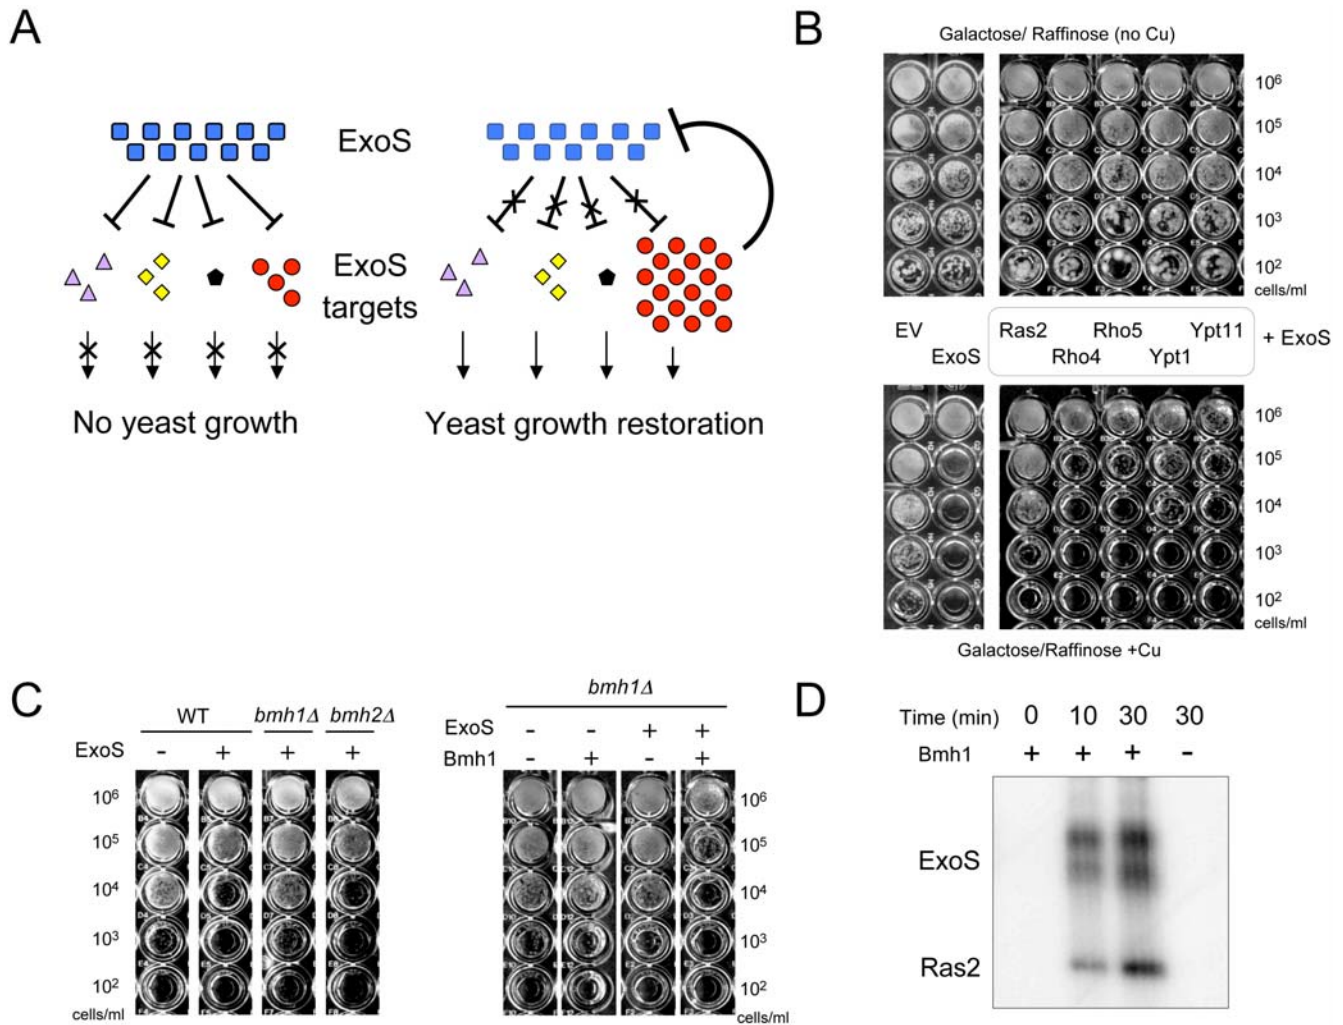 A
ExoS
ExoS
targets
No yeast growth
Yeast growth restoration
B
Galactose/ Raffinose (no Cu)
10⁶
10⁵
10⁴
10³
10²
cells/ml
EV
ExoS
Ras2
Rho4
Rho5
Ypt1
Ypt11
+ ExoS
10⁶
10⁵
10⁴
10³
10²
cells/ml
Galactose/Raffinose +Cu
C
WT bmh1Δ bmh2Δ
ExoS - + + +
10⁶
10⁵
10⁴
10³
10²
cells/ml
bmh1Δ
ExoS - - + +
Bmh1 - + - +
10⁶
10⁵
10⁴
10³
10²
cells/ml
D
Time (min) 0 10 30 30
Bmh1 + + + -
ExoS
Ras2